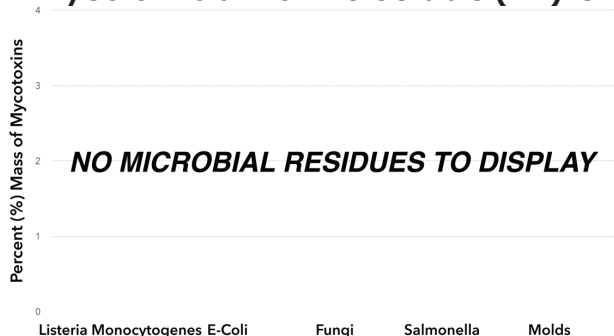 4
Percent (%) Mass of Mycotoxins
3
NO MICROBIAL RESIDUES TO DISPLAY
2
1
0
Listeria Monocytogenes E-Coli Fungi Salmonella Molds